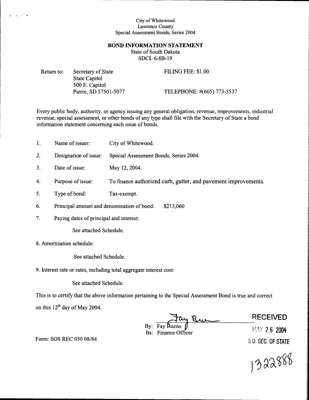 City of Whitewood
Lawrence County
Special Assessment Bonds, Series 2004
BOND INFORMATION STATEMENT
State of South Dakota
SDCL 6-8B-19
Return to: Secretary of State FILING FEE: $1.00
State Capitol
500 E. Capitol
Pierre, SD 57501-5077 TELEPHONE: #(605) 773-3537
Every public body, authority, or agency issuing any general obligation, revenue, improvements, industrial
revenue, special assessment, or other bonds of any type shall file with the Secretary of State a bond
information statement concerning each issue of bonds.
1. Name of issuer: City of Whitewood.
2. Designation of issue: Special Assessment Bonds, Series 2004.
3. Date of issue: May 12, 2004.
4. Purpose of issue: To finance authorized curb, gutter, and pavement improvements.
5. Type of bond: Tax-exempt.
6. Principal amount and denomination of bond: $213,060
7. Paying dates of principal and interest:
See attached Schedule.
8. Amortization schedule:
See attached Schedule.
9. Interest rate or rates, including total aggregate interest cost:
See attached Schedule.
This is to certify that the above information pertaining to the Special Assessment Bond is true and correct
on this 12th day of May 2004.
By: Fay Bueno
Its: Finance Officer
RECEIVED
MAY 26 2004
S.D. SEC OF STATE
Form: SOS REC 050 08/84
1322888